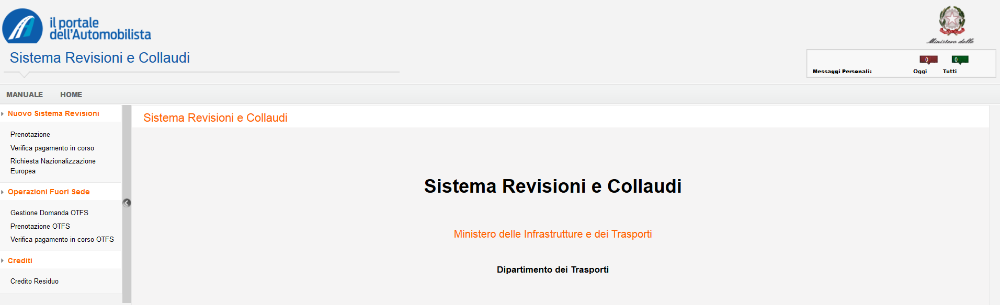 il portale
dell'Automobilista
Ministero delle
Sistema Revisioni e Collaudi
0 0
Messaggi Personali: Oggi Tutti
MANUALE HOME
Nuovo Sistema Revisioni
Prenotazione
Verifica pagamento in corso
Richiesta Nazionalizzazione
Europea
Operazioni Fuori Sede
Gestione Domanda OTFS
Prenotazione OTFS
Verifica pagamento in corso OTFS
Crediti
Credito Residuo
Sistema Revisioni e Collaudi
Sistema Revisioni e Collaudi
Ministero delle Infrastrutture e dei Trasporti
Dipartimento dei Trasporti